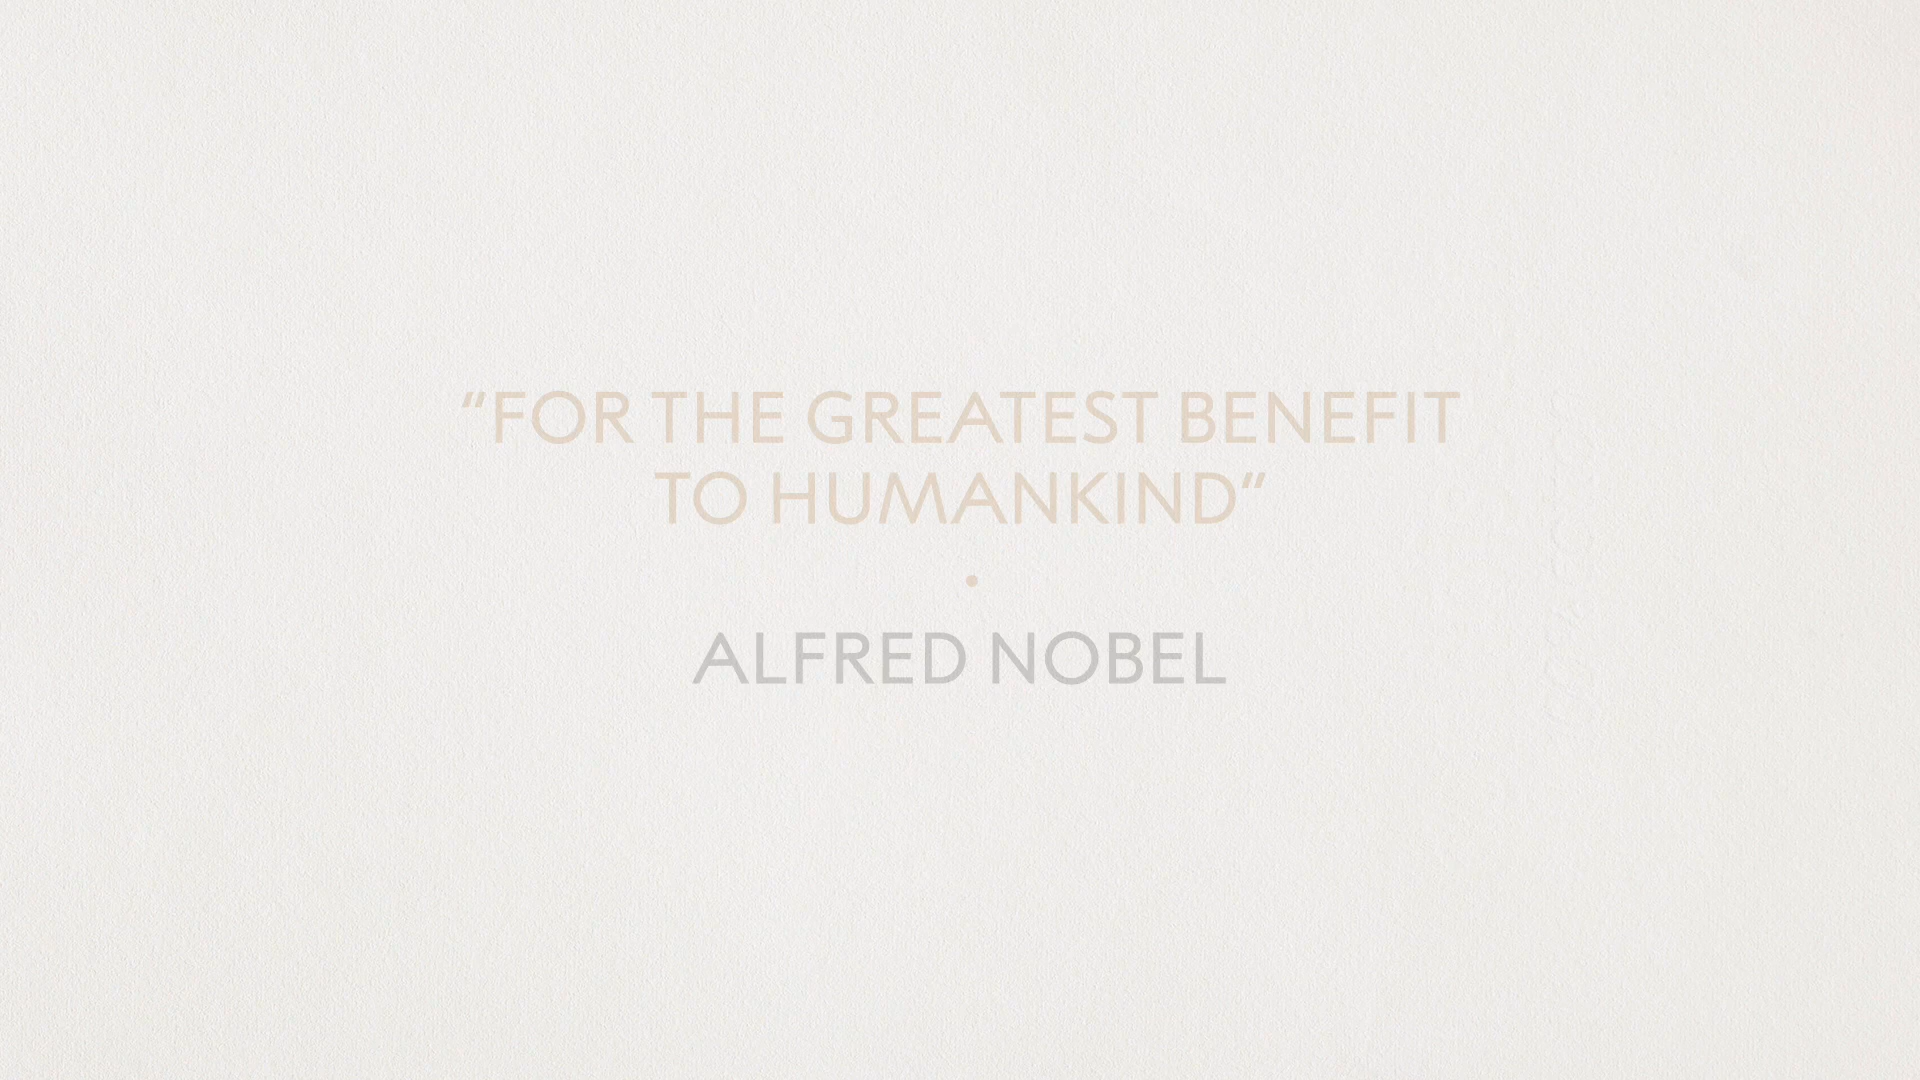 “FOR THE GREATEST BENEFIT
TO HUMANKIND“
•
ALFRED NOBEL